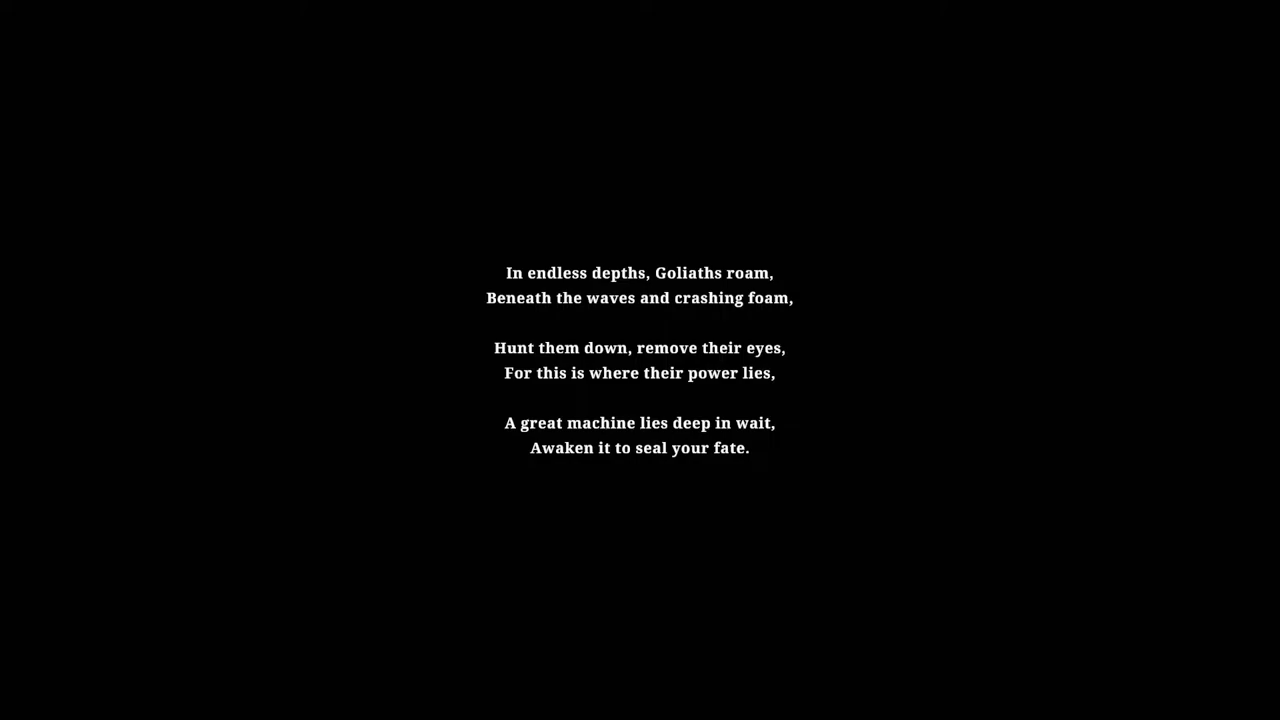 In endless depths, Goliaths roam,
Beneath the waves and crashing foam,
Hunt them down, remove their eyes,
For this is where their power lies,
A great machine lies deep in wait,
Awaken it to seal your fate.